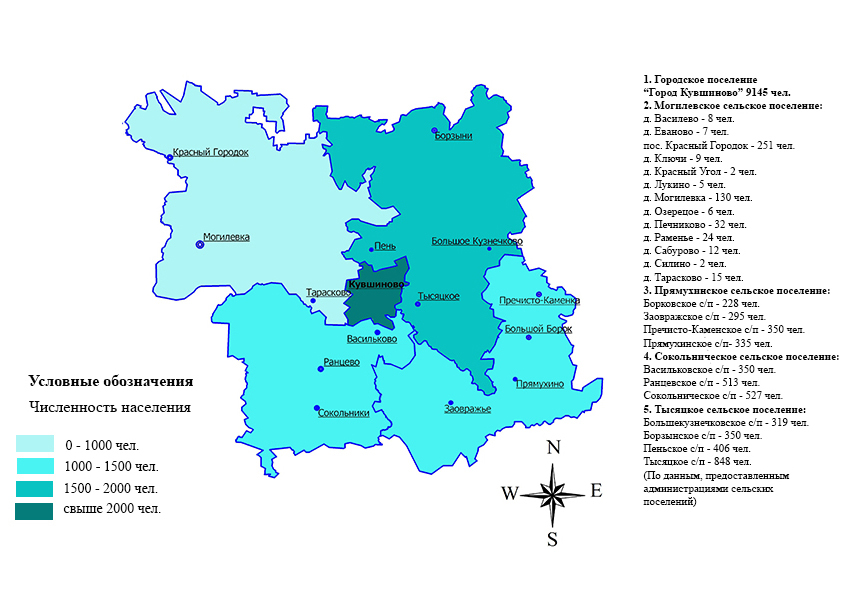 1. Городское поселение
“Город Кувшиново” 9145 чел.
2. Могилевское сельское поселение:
д. Василево - 8 чел.
д. Еваново - 7 чел.
пос. Красный Городок - 251 чел.
д. Ключи - 9 чел.
д. Красный Угол - 2 чел.
д. Лукино - 5 чел.
д. Могилевка - 130 чел.
д. Озерецое - 6 чел.
д. Печниково - 32 чел.
д. Раменье - 24 чел.
д. Сабурово - 12 чел.
д. Силино - 2 чел.
д. Тарасково - 15 чел.
3. Прямухинское сельское поселение:
Борковское с/п - 228 чел.
Заовражское с/п - 295 чел.
Пречисто-Каменское с/п - 350 чел.
Прямухинское с/п- 335 чел.
4. Сокольническое сельское поселение:
Васильковское с/п - 350 чел.
Ранцевское с/п - 513 чел.
Сокольническое с/п - 527 чел.
5. Тысяцкое сельское поселение:
Большекузнечковское с/п - 319 чел.
Борзынское с/п - 350 чел.
Пеньское с/п - 406 чел.
Тысяцкое с/п - 848 чел.
(По данным, предоставленным
администрациями сельских
поселений)
Борзыни
Красный Городок
Могилевка
Большое Кузнечково
Пень
Кувшиново
Тарасково
Тысяцкое
Пречисто-Каменка
Большой Борок
Васильково
Ранцево
Прямухино
Сокольники
Заовражье
Условные обозначения
Численность населения
0 - 1000 чел.
1000 - 1500 чел.
1500 - 2000 чел.
свыше 2000 чел.
N
W
E
S